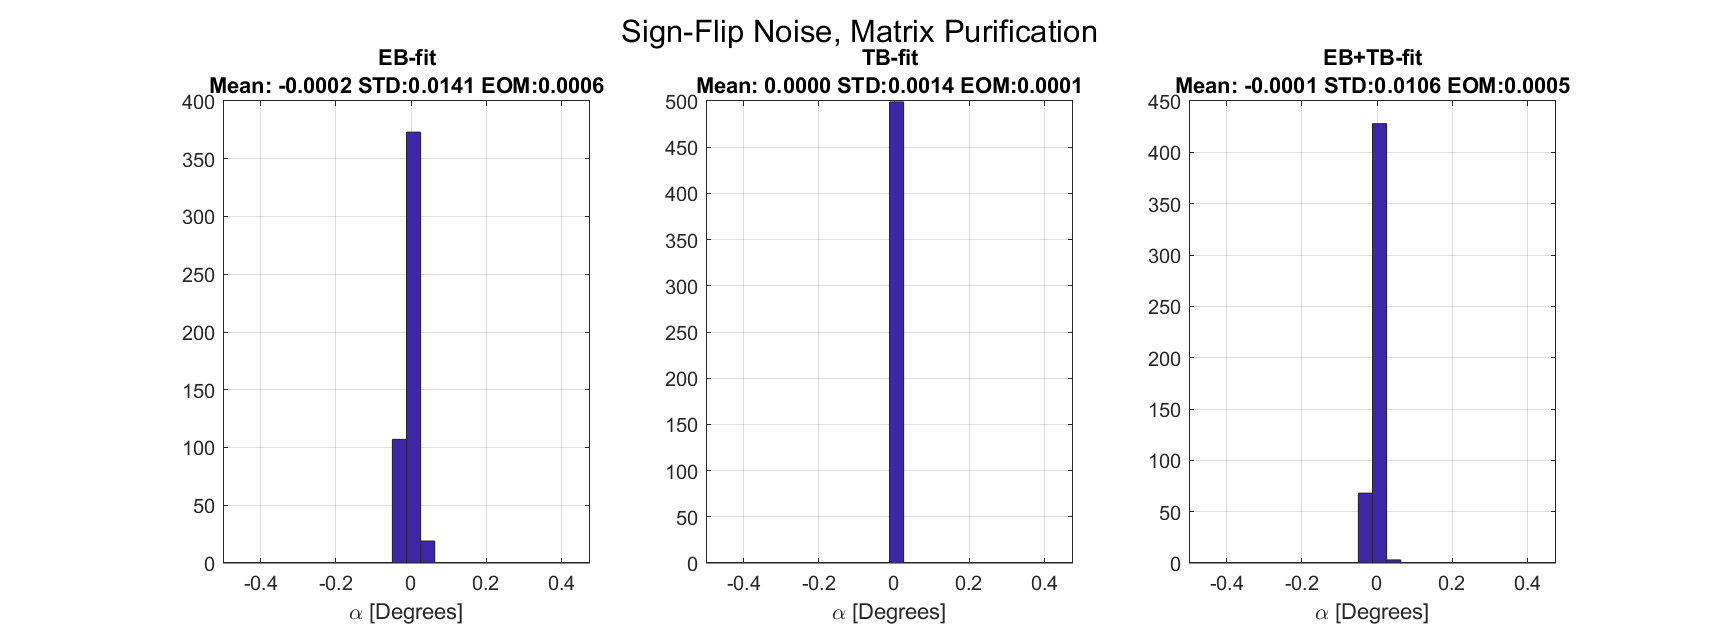 Sign-Flip Noise, Matrix Purification
EB-fit
Mean: -0.0002 STD:0.0141 EOM:0.0006
400
350
300
250
200
150
100
50
0
-0.4 -0.2 0 0.2 0.4
α [Degrees]
TB-fit
Mean: 0.0000 STD:0.0014 EOM:0.0001
500
450
400
350
300
250
200
150
100
50
0
-0.4 -0.2 0 0.2 0.4
α [Degrees]
EB+TB-fit
Mean: -0.0001 STD:0.0106 EOM:0.0005
450
400
350
300
250
200
150
100
50
0
-0.4 -0.2 0 0.2 0.4
α [Degrees]